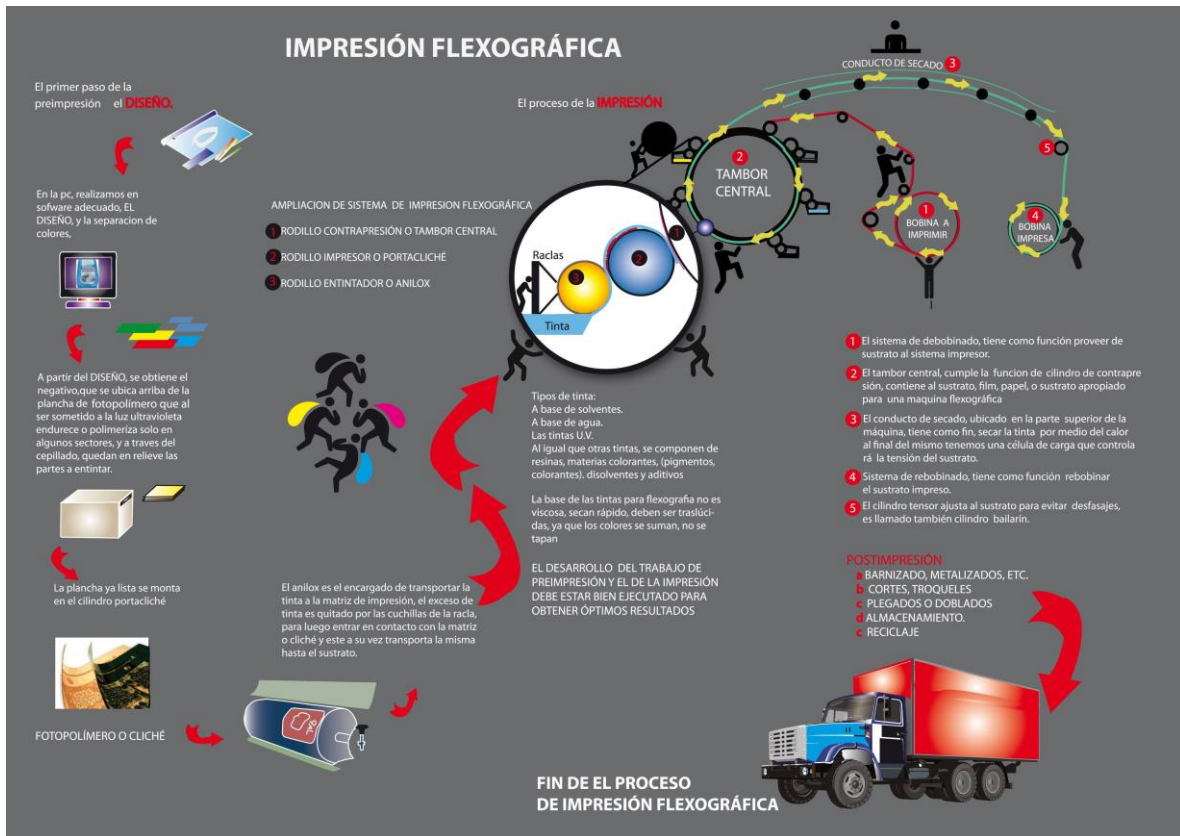 IMPRESIÓN FLEXOGRÁFICA
El primer paso de la
preimpresión el DISEÑO.
En la pc, realizamos en
sofware adecuado, EL
DISEÑO, y la separacion de
colores,
A partir del DISEÑO, se obtiene el
negativo,que se ubica arriba de la
plancha de fotopolímero que al
ser sometido a la luz ultravioleta
endurece o polimeríza solo en
algunos sectores, y a traves del
cepillado, quedan en relieve las
partes a entintar.
La plancha ya lista se monta
en el cilindro portacliché
FOTOPOLÍMERO O CLICHÉ
AMPLIACION DE SISTEMA DE IMPRESION FLEXOGRÁFICA
1 RODILLO CONTRAPRESIÓN O TAMBOR CENTRAL
2 RODILLO IMPRESOR O PORTACLICHÉ
3 RODILLO ENTINTADOR O ANILOX
El anilox es el encargado de transportar la
tinta a la matriz de impresión, el exceso de
tinta es quitado por las cuchillas de la racla,
para luego entrar en contacto con la matriz
o cliché y este a su vez transporta la misma
hasta el sustrato.
El proceso de la IMPRESIÓN
Raclas
3
2
1
Tinta
Tipos de tinta:
A base de solventes.
A base de agua.
Las tintas U.V.
Al igual que otras tintas, se componen de
resinas, materias colorantes, (pigmentos,
colorantes). disolventes y aditivos
La base de las tintas para flexografia no es
viscosa, secan rápido, deben ser traslúci-
das, ya que los colores se suman, no se
tapan
EL DESARROLLO DEL TRABAJO DE
PREIMPRESIÓN Y EL DE LA IMPRESIÓN
DEBE ESTAR BIEN EJECUTADO PARA
OBTENER ÓPTIMOS RESULTADOS
CONDUCTO DE SECADO 3
2
TAMBOR
CENTRAL
5
1
BOBINA A
IMPRIMIR
4
BOBINA
IMPRESA
1 El sistema de debobinado, tiene como función proveer de
sustrato al sistema impresor.
2 El tambor central, cumple la funcion de cilindro de contrapre
sión, contiene al sustrato, film, papel, o sustrato apropiado
para una maquina flexográfica
3 El conducto de secado, ubicado en la parte superior de la
máquina, tiene como fin, secar la tinta por medio del calor
al final del mismo tenemos una célula de carga que controla
rá la tensión del sustrato.
4 Sistema de rebobinado, tiene como función rebobinar
el sustrato impreso.
5 El cilindro tensor ajusta al sustrato para evitar desfasajes,
es llamado también cilindro bailarín.
POSTIMPRESIÓN
a BARNIZADO, METALIZADOS, ETC.
b CORTES, TROQUELES
c PLEGADOS O DOBLADOS
d ALMACENAMIENTO.
c RECICLAJE
FIN DE EL PROCESO
DE IMPRESIÓN FLEXOGRÁFICA